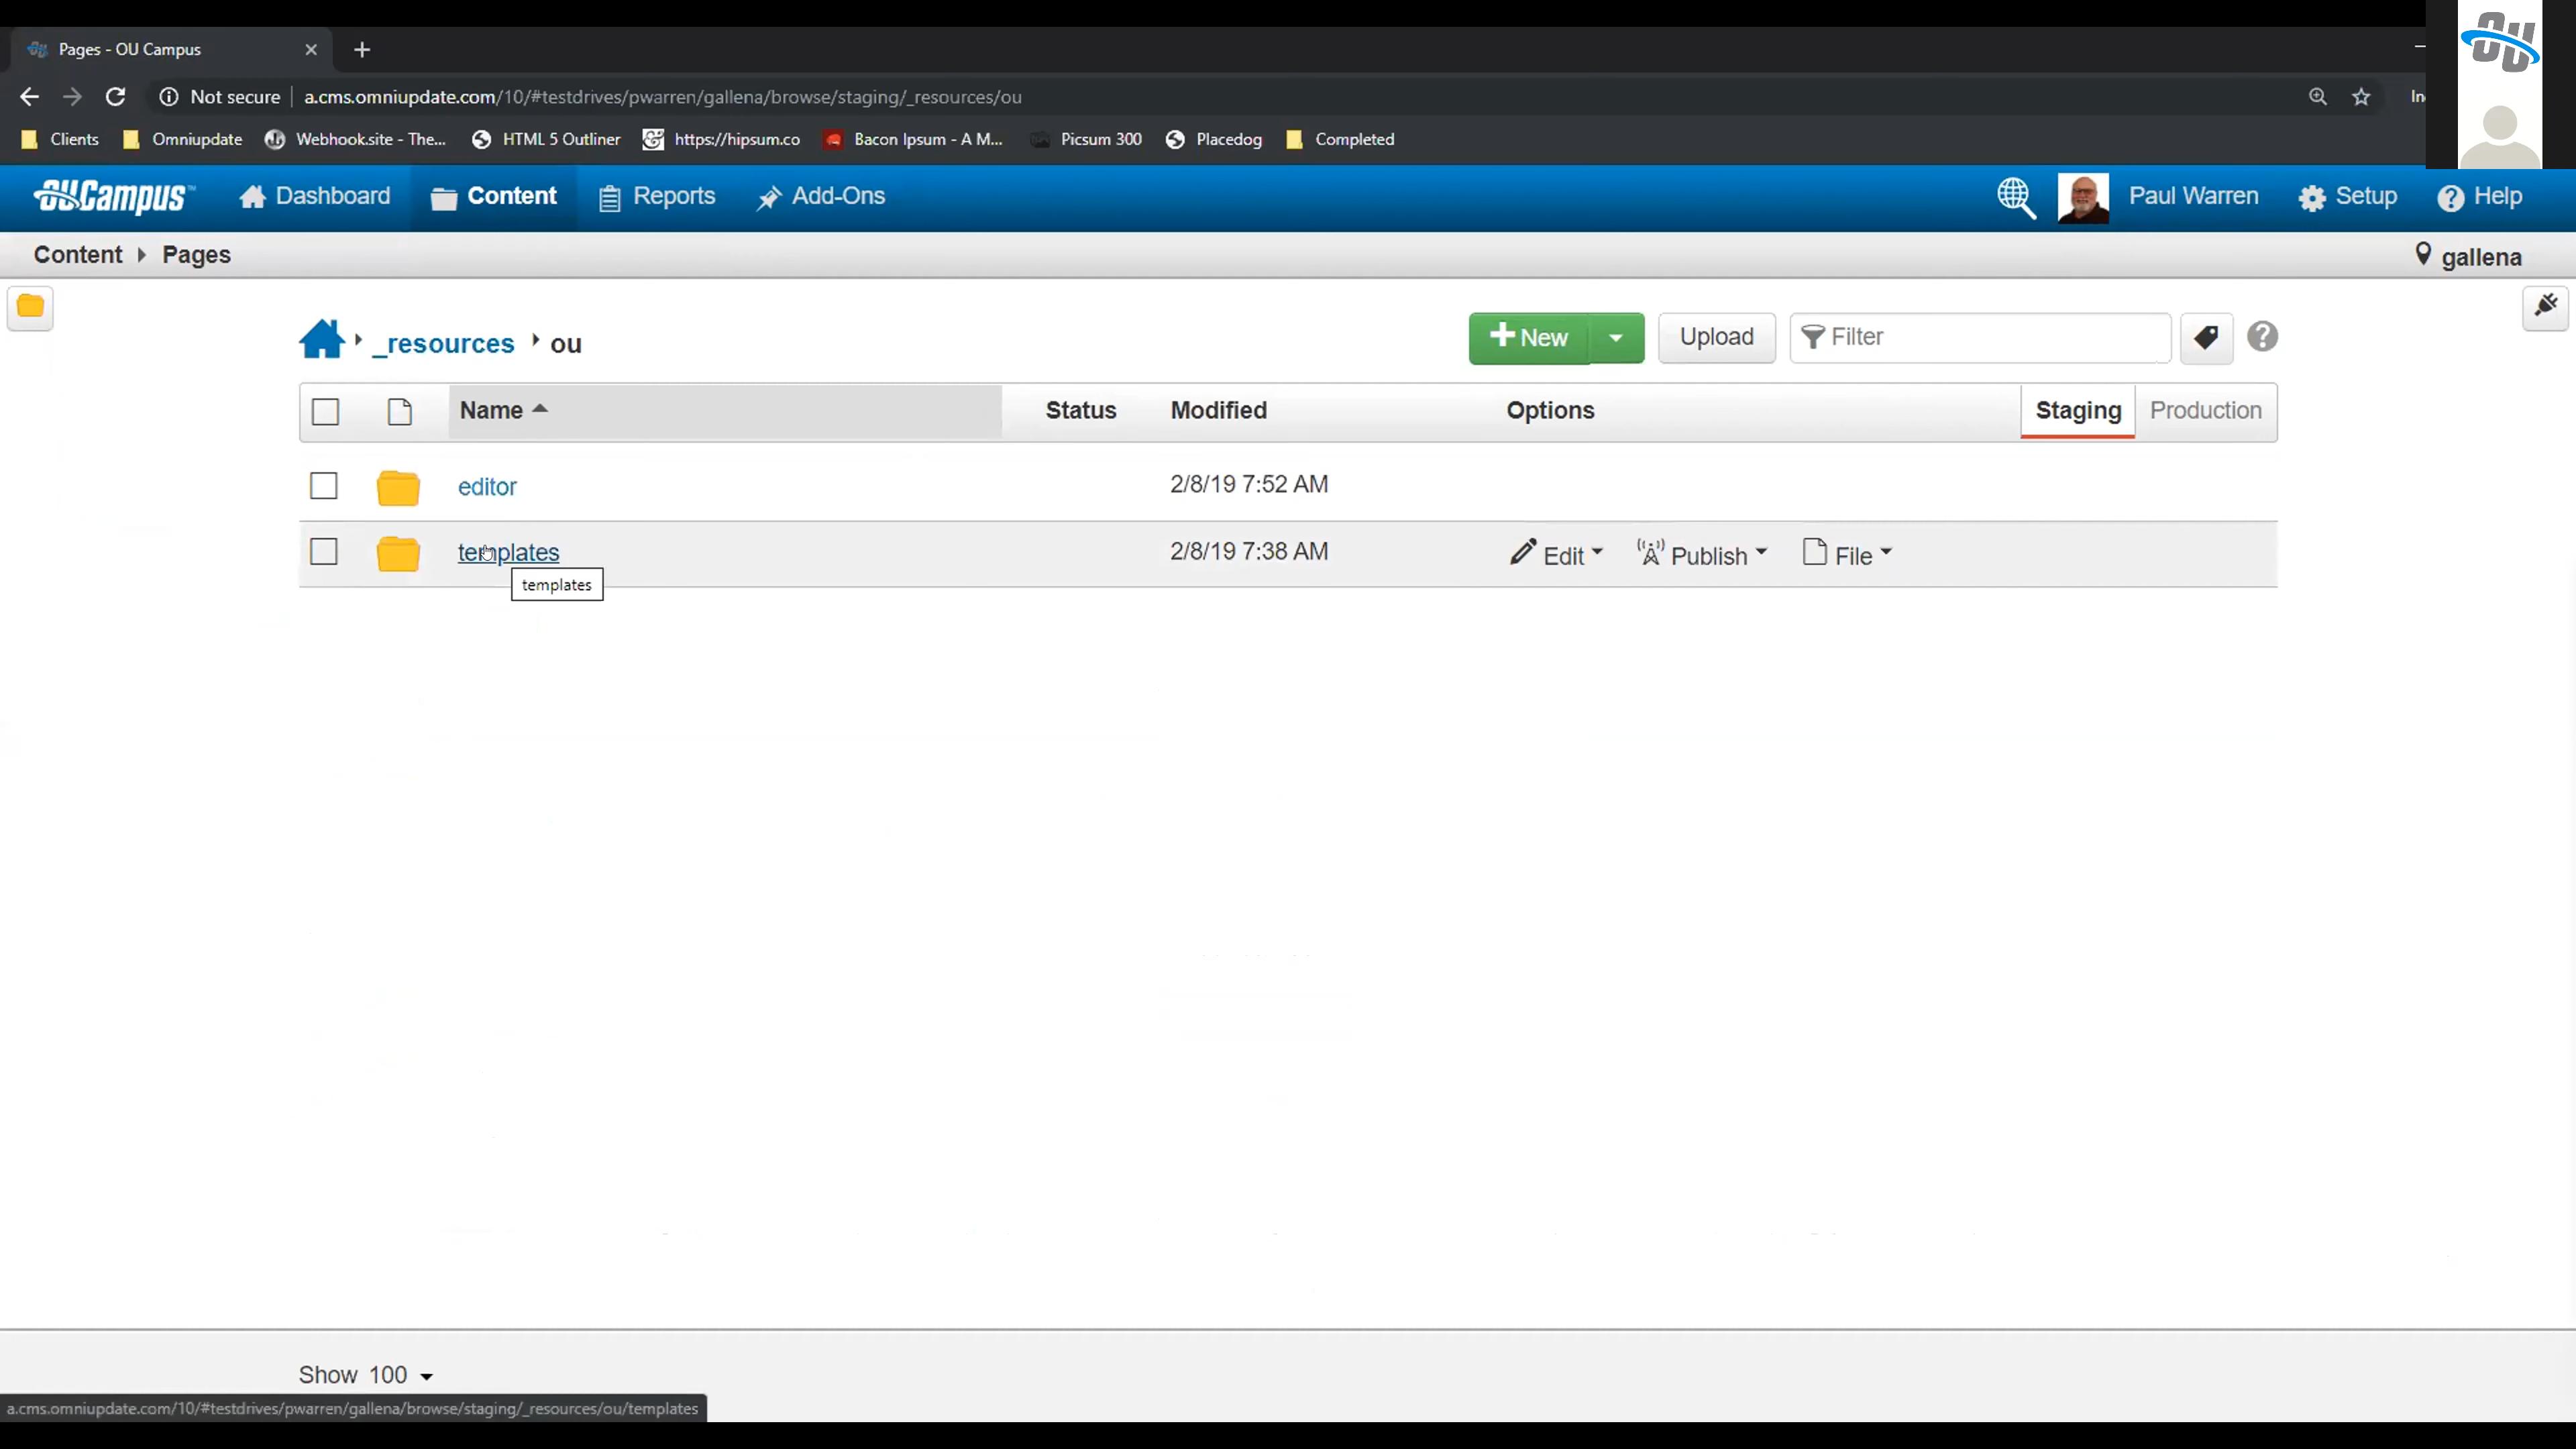 Pages - OU Campus
Not secure a.cms.omniupdate.com/10/#testdrives/pwarren/gallena/browse/staging/_resources/ou
Clients Omniupdate Webhook.site - The... HTML 5 Outliner https://hipsum.co Bacon Ipsum - A M... Picsum 300 Placedog Completed
OU
OUCampus Dashboard Content Reports Add-Ons Paul Warren Setup Help
Content Pages gallena
_resources ou New Upload Filter
Name Status Modified Options Staging Production
editor 2/8/19 7:52 AM
templates 2/8/19 7:38 AM Edit Publish File
templates
Show 100
a.cms.omniupdate.com/10/#testdrives/pwarren/gallena/browse/staging/_resources/ou/templates